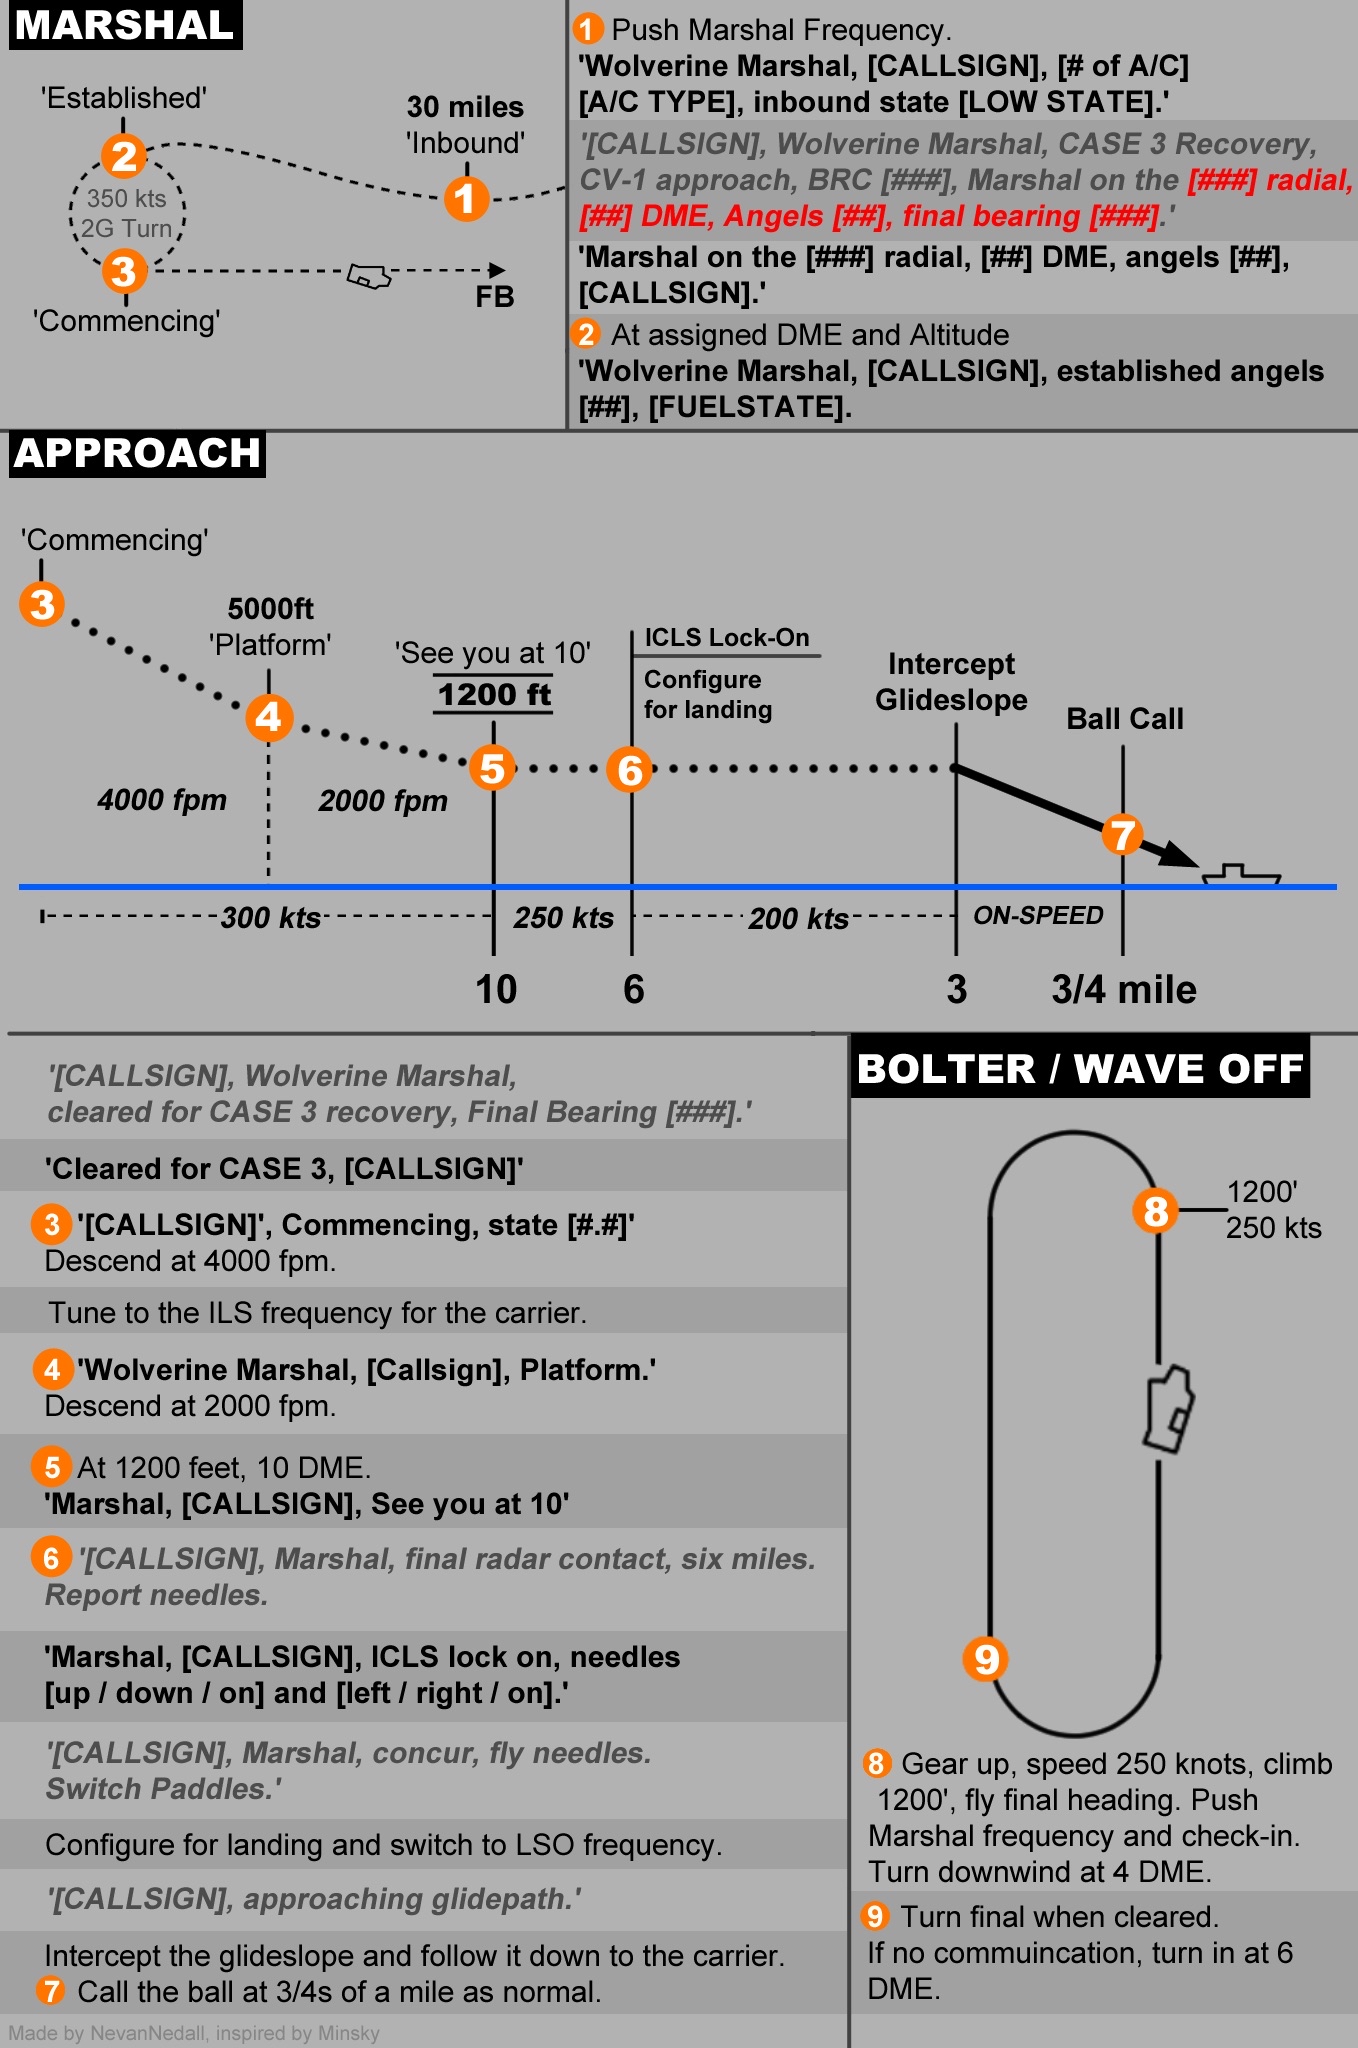 MARSHAL
'Established'
2
350 kts
2G Turn
3
'Commencing'
30 miles
'Inbound'
1
FB
1 Push Marshal Frequency.
'Wolverine Marshal, [CALLSIGN], [# of A/C]
[A/C TYPE], inbound state [LOW STATE].'
'[CALLSIGN], Wolverine Marshal, CASE 3 Recovery,
CV-1 approach, BRC [###], Marshal on the [###] radial,
[##] DME, Angels [##], final bearing [###].'
'Marshal on the [###] radial, [##] DME, angels [##],
[CALLSIGN].'
2 At assigned DME and Altitude
'Wolverine Marshal, [CALLSIGN], established angels
[##], [FUELSTATE].
APPROACH
'Commencing'
3
5000ft
'Platform'
4
'See you at 10'
1200 ft
5
ICLS Lock-On
Configure
for landing
6
Intercept
Glideslope
Ball Call
7
4000 fpm
2000 fpm
300 kts
250 kts
200 kts
ON-SPEED
10
6
3
3/4 mile
'[CALLSIGN], Wolverine Marshal,
cleared for CASE 3 recovery, Final Bearing [###].'
'Cleared for CASE 3, [CALLSIGN]'
3 '[CALLSIGN]', Commencing, state [#.#]'
Descend at 4000 fpm.
Tune to the ILS frequency for the carrier.
4 'Wolverine Marshal, [Callsign], Platform.'
Descend at 2000 fpm.
5 At 1200 feet, 10 DME.
'Marshal, [CALLSIGN], See you at 10'
6 '[CALLSIGN], Marshal, final radar contact, six miles.
Report needles.
'Marshal, [CALLSIGN], ICLS lock on, needles
[up / down / on] and [left / right / on].'
'[CALLSIGN], Marshal, concur, fly needles.
Switch Paddles.'
Configure for landing and switch to LSO frequency.
'[CALLSIGN], approaching glidepath.'
Intercept the glideslope and follow it down to the carrier.
7 Call the ball at 3/4s of a mile as normal.
Made by NevanNedall, inspired by Minsky
BOLTER / WAVE OFF
8
1200'
250 kts
9
8 Gear up, speed 250 knots, climb
1200', fly final heading. Push
Marshal frequency and check-in.
Turn downwind at 4 DME.
9 Turn final when cleared.
If no commuincation, turn in at 6
DME.